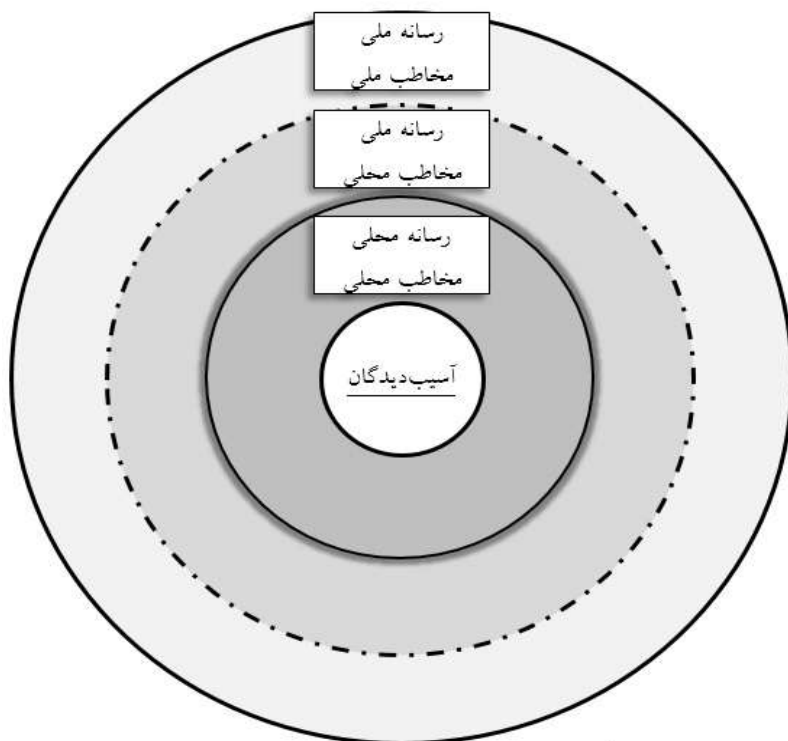 رسانه ملی
مخاطب ملی
رسانه ملی
مخاطب محلی
رسانه محلی
مخاطب محلی
آسیب‌دیدگان